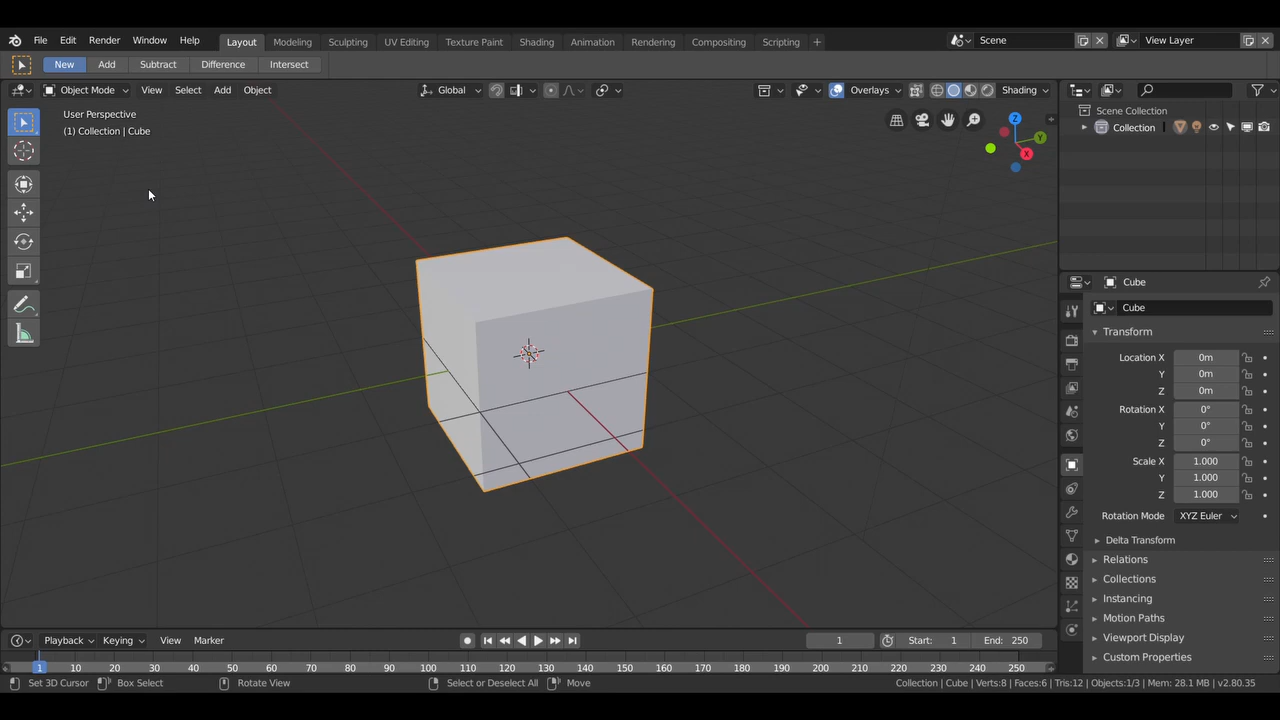 File Edit Render Window Help Layout Modeling Sculpting UV Editing Texture Paint Shading Animation Rendering Compositing Scripting + Scene View Layer
New Add Subtract Difference Intersect
Object Mode View Select Add Object Global Overlays Shading
User Perspective
(1) Collection | Cube
Z
Y
X
Scene Collection
Collection
Cube
Cube
Transform
Location X 0m
Y 0m
Z 0m
Rotation X 0°
Y 0°
Z 0°
Scale X 1.000
Y 1.000
Z 1.000
Rotation Mode XYZ Euler
Delta Transform
Relations
Collections
Instancing
Motion Paths
Viewport Display
Custom Properties
Playback Keying View Marker 1 Start: 1 End: 250
1 10 20 30 40 50 60 70 80 90 100 110 120 130 140 150 160 170 180 190 200 210 220 230 240 250
Set 3D Cursor Box Select Rotate View Select or Deselect All Move Collection | Cube | Verts:8 | Faces:6 | Tris:12 | Objects:1/3 | Mem: 28.1 MB | v2.80.35